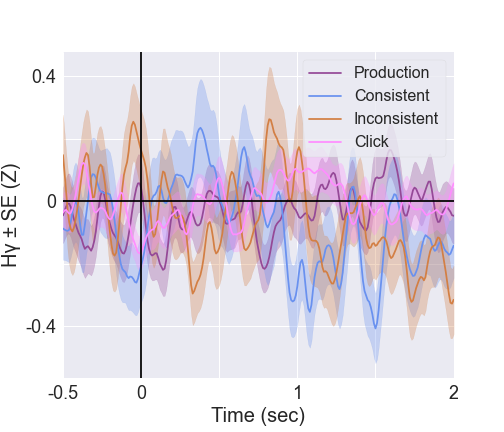 Production
Consistent
Inconsistent
Click
0.4
0
-0.4
Hγ ± SE (Z)
-0.5
0
1
2
Time (sec)